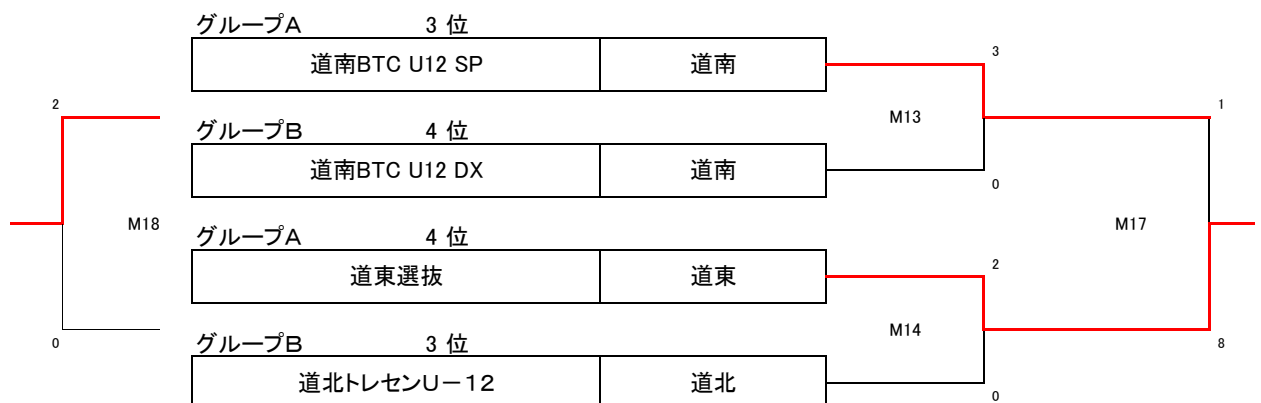 グループA 3 位
道南BTC U12 SP 道南
3
2
M13
1
グループB 4 位
道南BTC U12 DX 道南
0
M18
M17
グループA 4 位
道東選抜 道東
2
M14
0
8
グループB 3 位
道北トレセンU-12 道北
0